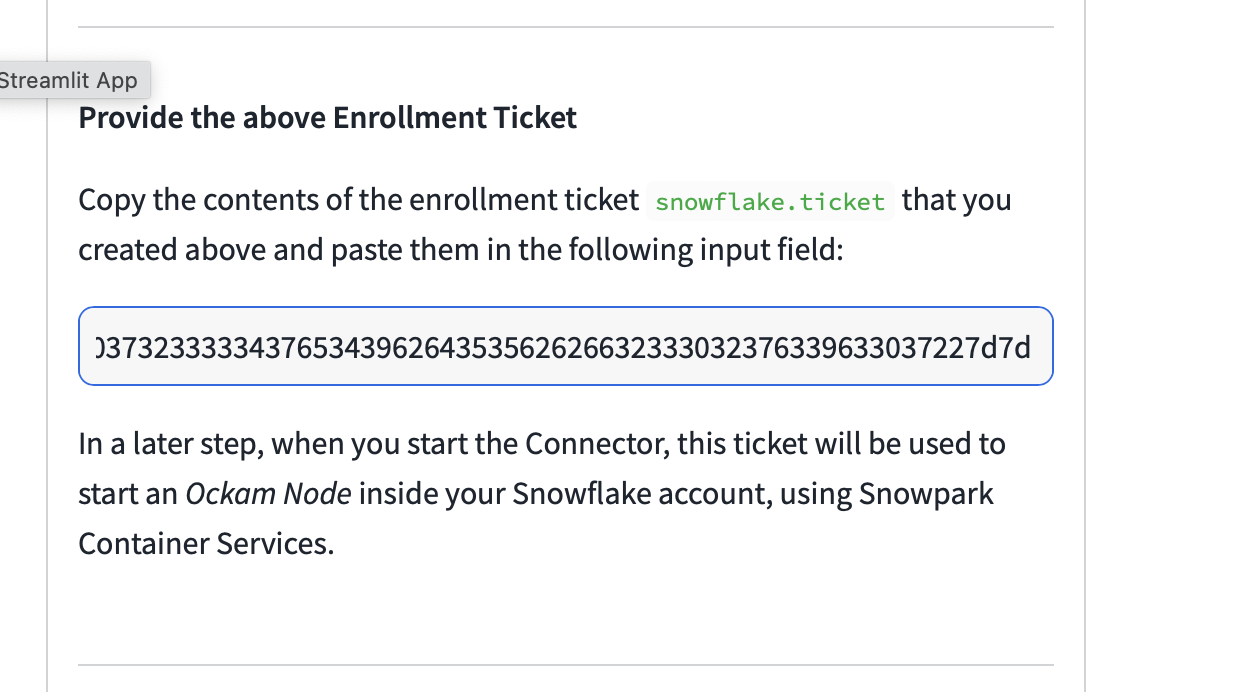 Streamlit App
Provide the above Enrollment Ticket
Copy the contents of the enrollment ticket snowflake.ticket that you
created above and paste them in the following input field:
037323333343765343962643535626266323330323763396330372​27d7d
In a later step, when you start the Connector, this ticket will be used to
start an Ockam Node inside your Snowflake account, using Snowpark
Container Services.